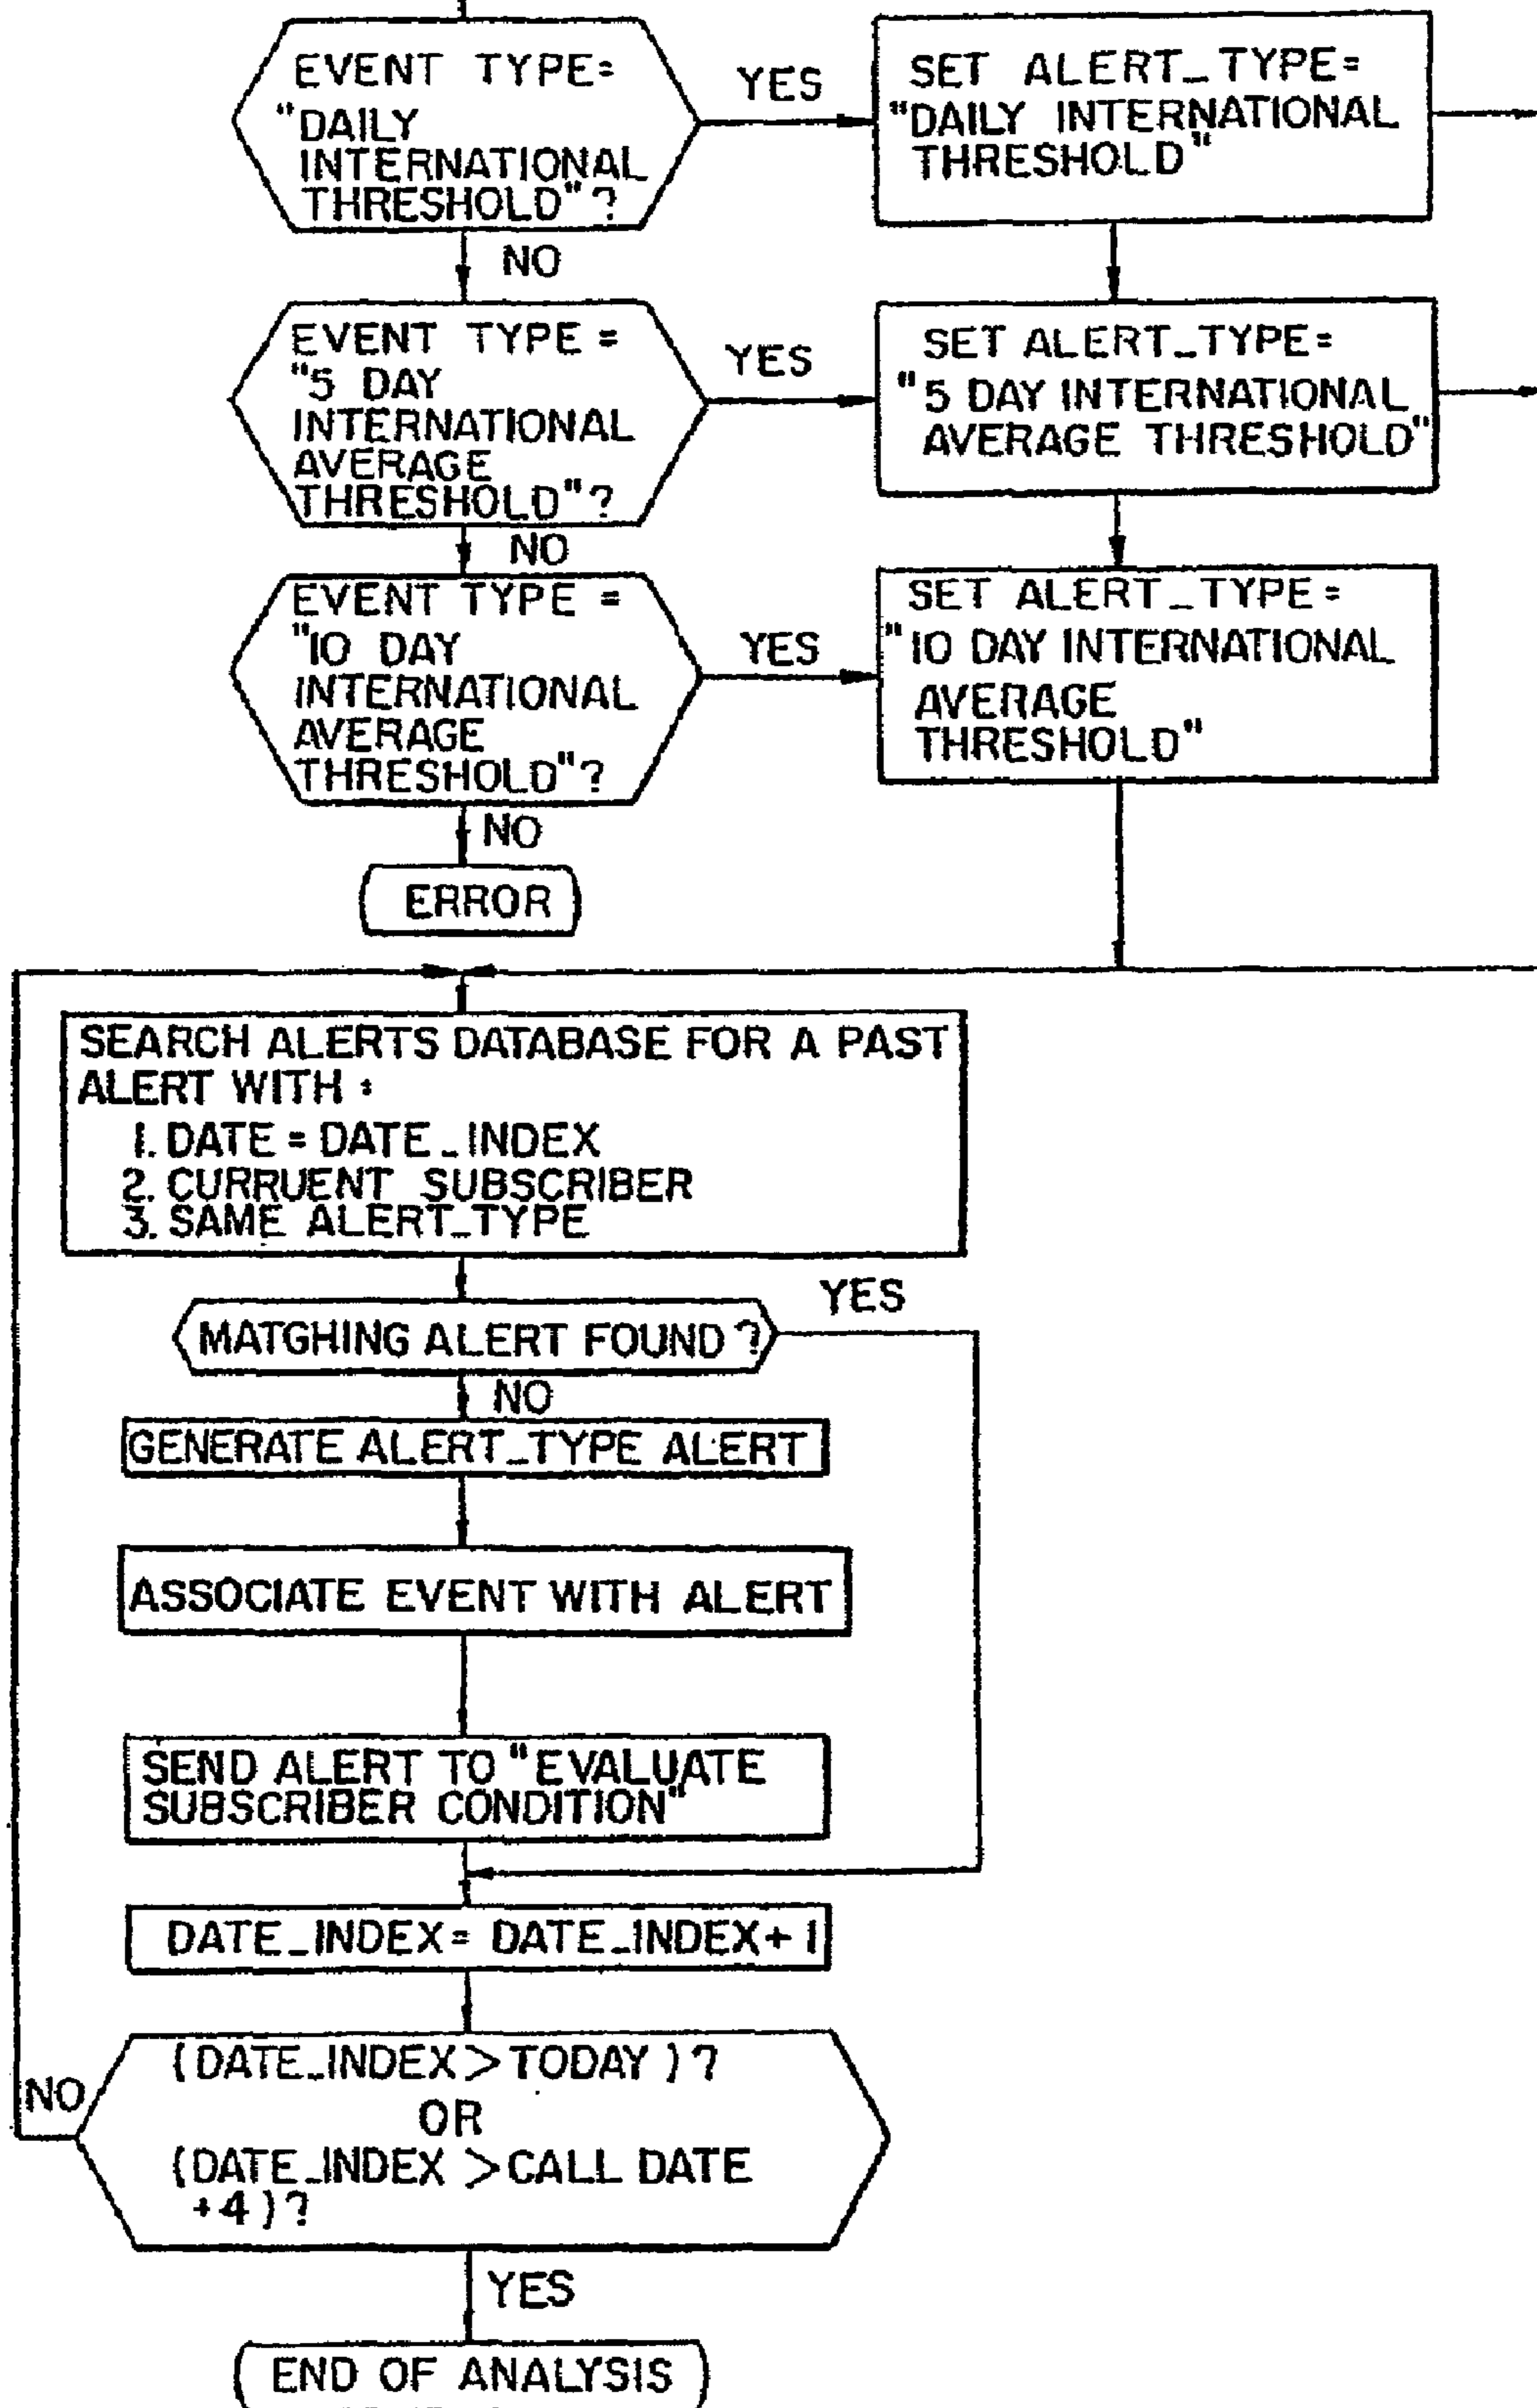 EVENT TYPE=
"DAILY
INTERNATIONAL
THRESHOLD"?
YES
SET ALERT_TYPE=
"DAILY INTERNATIONAL
THRESHOLD"
NO
EVENT TYPE =
"5 DAY
INTERNATIONAL
AVERAGE
THRESHOLD"?
YES
SET ALERT_TYPE=
"5 DAY INTERNATIONAL
AVERAGE THRESHOLD"
NO
EVENT TYPE =
"10 DAY
INTERNATIONAL
AVERAGE
THRESHOLD"?
YES
SET ALERT_TYPE=
"10 DAY INTERNATIONAL
AVERAGE
THRESHOLD"
NO
ERROR
SEARCH ALERTS DATABASE FOR A PAST
ALERT WITH :
1. DATE = DATE_INDEX
2. CURRUENT SUBSCRIBER
3. SAME ALERT_TYPE
MATGHING ALERT FOUND ?
YES
NO
GENERATE ALERT_TYPE ALERT
ASSOCIATE EVENT WITH ALERT
SEND ALERT TO "EVALUATE
SUBSCRIBER CONDITION"
DATE_INDEX= DATE_INDEX+1
(DATE_INDEX>TODAY)?
OR
(DATE_INDEX >CALL DATE
+4)?
NO
YES
END OF ANALYSIS